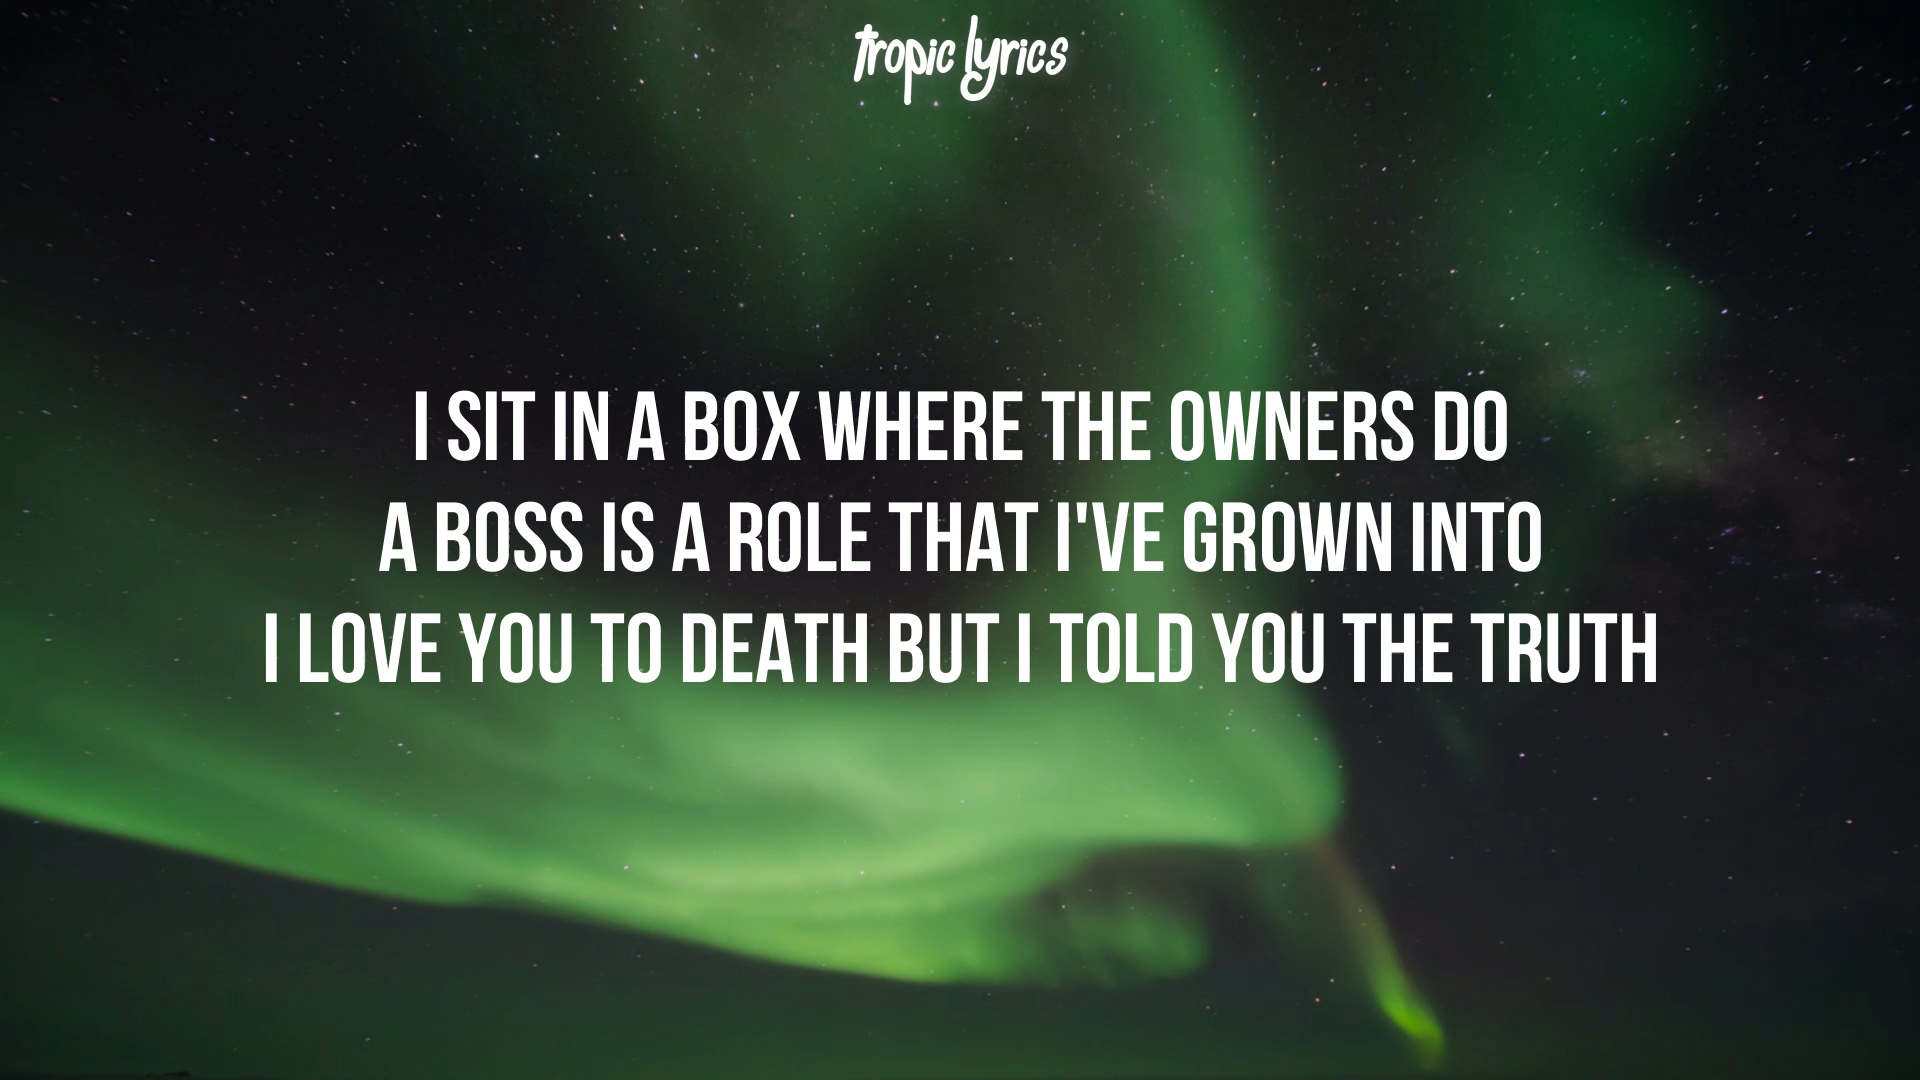 tropic lyrics
I SIT IN A BOX WHERE THE OWNERS DO
A BOSS IS A ROLE THAT I'VE GROWN INTO
I LOVE YOU TO DEATH BUT I TOLD YOU THE TRUTH